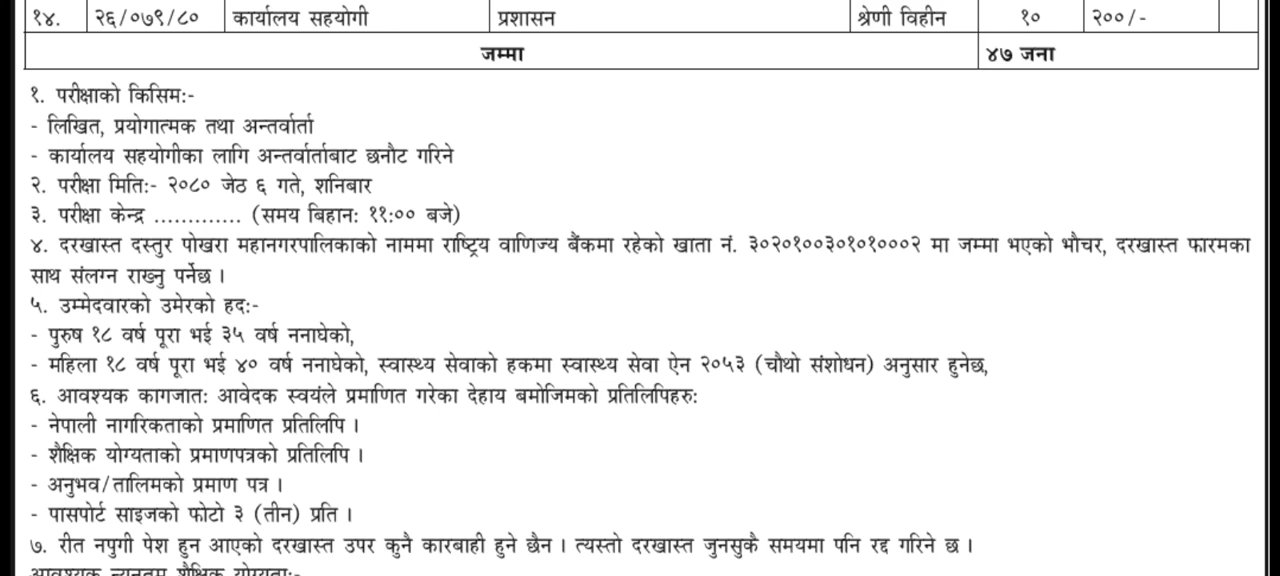 १४. २६/०७९/८० कार्यालय सहयोगी प्रशासन श्रेणी विहीन १० २००/-
जम्मा ४७ जना
१. परीक्षाको किसिमः-
- लिखित, प्रयोगात्मक तथा अन्तर्वार्ता
- कार्यालय सहयोगीका लागि अन्तर्वार्ताबाट छनौट गरिने
२. परीक्षा मितिः- २०८० जेठ ६ गते, शनिबार
३. परीक्षा केन्द्र ............. (समय बिहानः ११:०० बजे)
४. दरखास्त दस्तुर पोखरा महानगरपालिकाको नाममा राष्ट्रिय वाणिज्य बैंकमा रहेको खाता नं. ३०२०१००३०१०१०००२ मा जम्मा भएको भौचर, दरखास्त फारमका
साथ संलग्न राख्नु पर्नेछ ।
५. उम्मेदवारको उमेरको हदः-
- पुरुष १८ वर्ष पूरा भई ३५ वर्ष ननाघेको,
- महिला १८ वर्ष पूरा भई ४० वर्ष ननाघेको, स्वास्थ्य सेवाको हकमा स्वास्थ्य सेवा ऐन २०५३ (चौथो संशोधन) अनुसार हुनेछ,
६. आवश्यक कागजातः आवेदक स्वयंले प्रमाणित गरेका देहाय बमोजिमको प्रतिलिपिहरुः
- नेपाली नागरिकताको प्रमाणित प्रतिलिपि ।
- शैक्षिक योग्यताको प्रमाणपत्रको प्रतिलिपि ।
- अनुभव/तालिमको प्रमाण पत्र ।
- पासपोर्ट साइजको फोटो ३ (तीन) प्रति ।
७. रीत नपुगी पेश हुन आएको दरखास्त उपर कुनै कारबाही हुने छैन । त्यस्तो दरखास्त जुनसुकै समयमा पनि रद्द गरिने छ ।
आवश्यक न्यूनतम शैक्षिक योग्यताः-